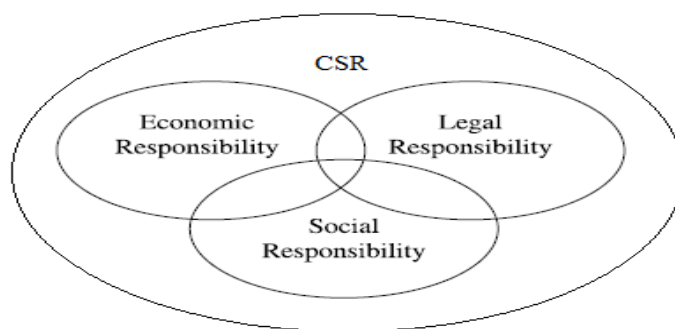 CSR
Economic
Responsibility
Legal
Responsibility
Social
Responsibility